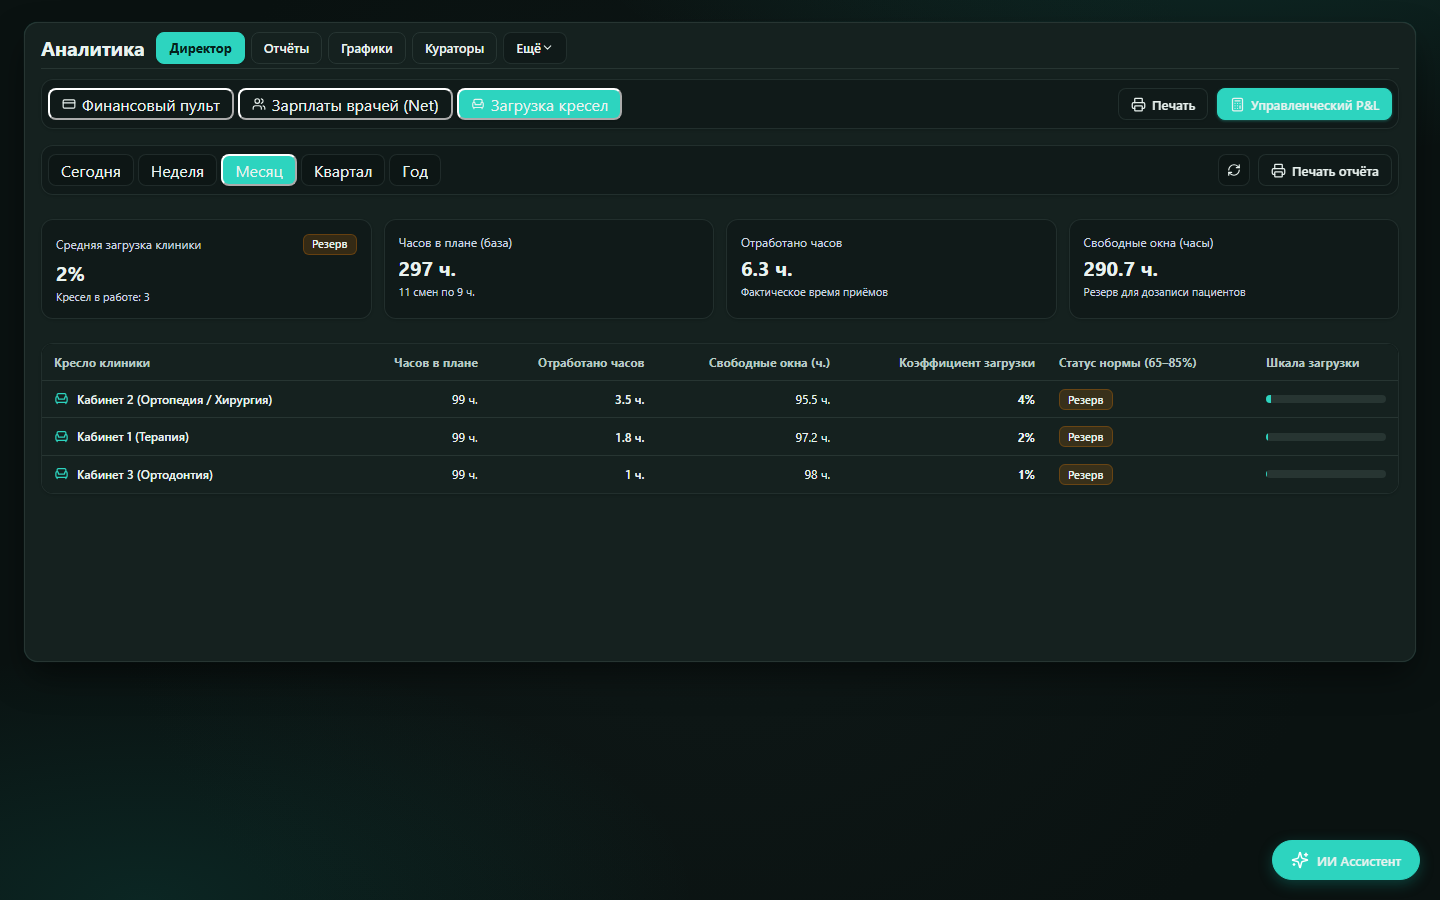 Аналитика Директор Отчёты Графики Кураторы Ещё
Финансовый пульт Зарплаты врачей (Net) Загрузка кресел Печать Управленческий P&L
Сегодня Неделя Месяц Квартал Год Печать отчёта
Средняя загрузка клиники Резерв
2%
Кресел в работе: 3
Часов в плане (база)
297 ч.
11 смен по 9 ч.
Отработано часов
6.3 ч.
Фактическое время приёмов
Свободные окна (часы)
290.7 ч.
Резерв для дозаписи пациентов
Кресло клиники Часов в плане Отработано часов Свободные окна (ч.) Коэффициент загрузки Статус нормы (65–85%) Шкала загрузки
Кабинет 2 (Ортопедия / Хирургия) 99 ч. 3.5 ч. 95.5 ч. 4% Резерв
Кабинет 1 (Терапия) 99 ч. 1.8 ч. 97.2 ч. 2% Резерв
Кабинет 3 (Ортодонтия) 99 ч. 1 ч. 98 ч. 1% Резерв
ИИ Ассистент